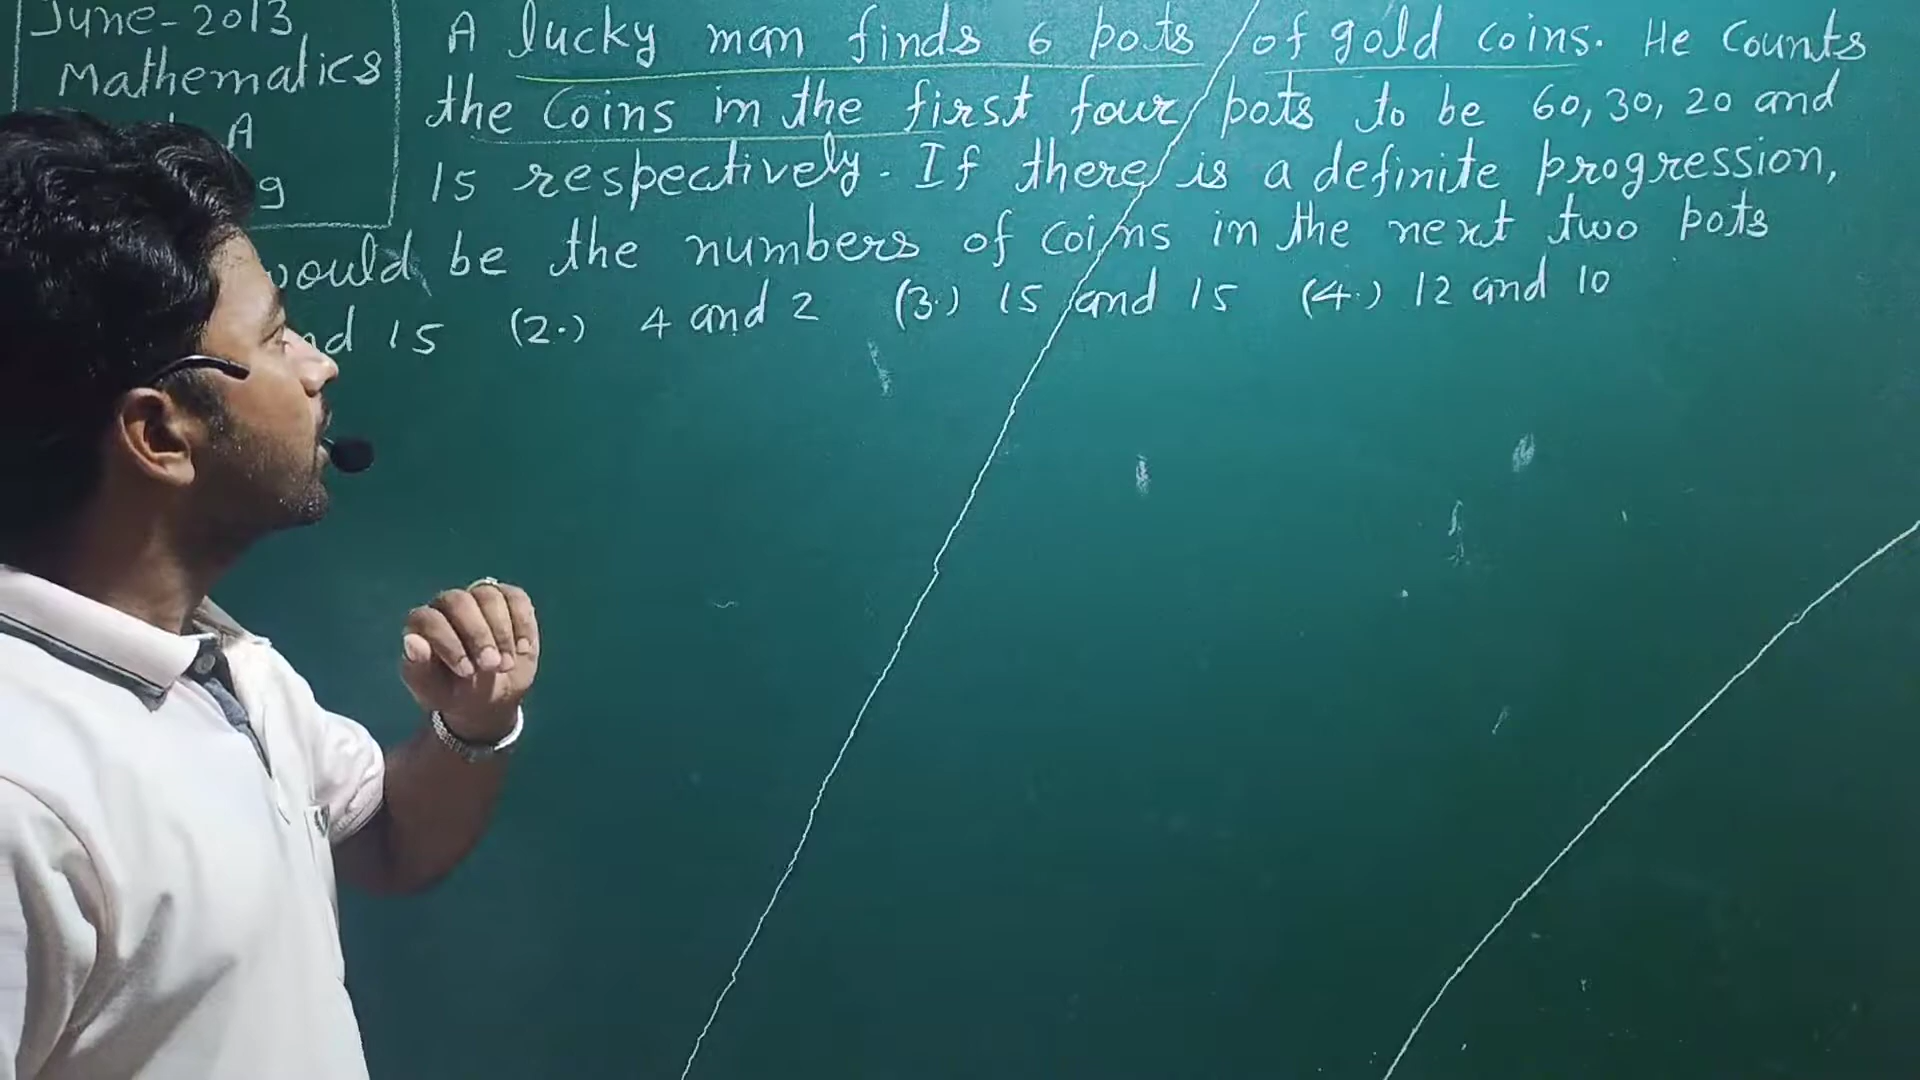 June-2013
Mathematics
A
g
A lucky man finds 6 pots of gold coins. He counts
the coins in the first four pots to be 60, 30, 20 and
15 respectively. If there is a definite progression,
would be the numbers of coins in the next two pots
and 15 (2.) 4 and 2 (3.) 15 and 15 (4.) 12 and 10